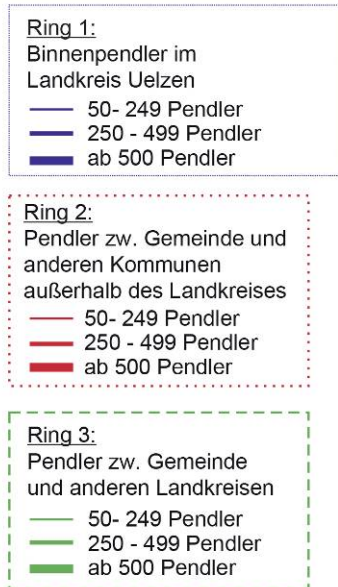 Ring 1:
Binnenpendler im
Landkreis Uelzen
50- 249 Pendler
250 - 499 Pendler
ab 500 Pendler
Ring 2:
Pendler zw. Gemeinde und
anderen Kommunen
außerhalb des Landkreises
50- 249 Pendler
250 - 499 Pendler
ab 500 Pendler
Ring 3:
Pendler zw. Gemeinde
und anderen Landkreisen
50- 249 Pendler
250 - 499 Pendler
ab 500 Pendler